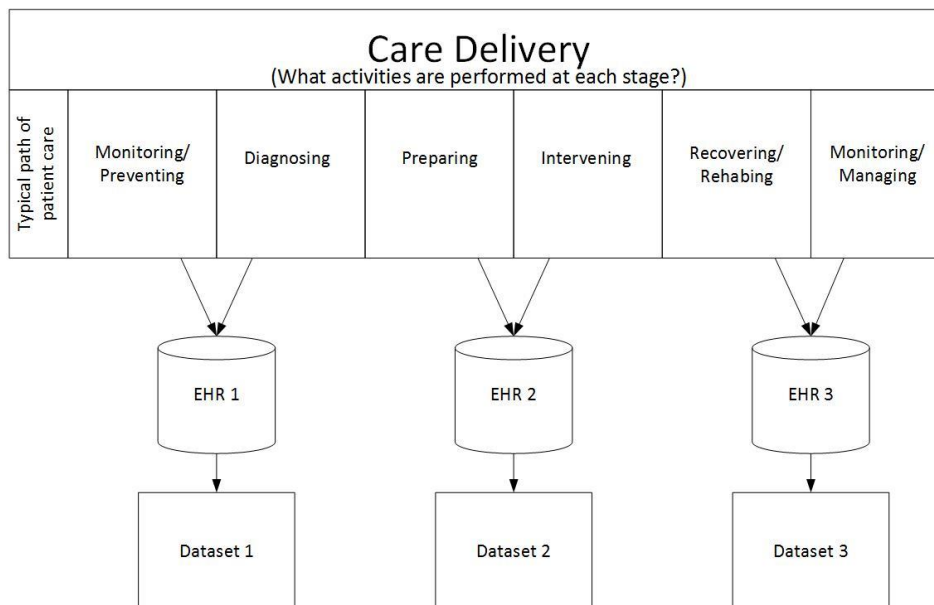 Care Delivery
(What activities are performed at each stage?)
Typical path of
patient care
Monitoring/
Preventing
Diagnosing
Preparing
Intervening
Recovering/
Rehabing
Monitoring/
Managing
EHR 1
EHR 2
EHR 3
Dataset 1
Dataset 2
Dataset 3